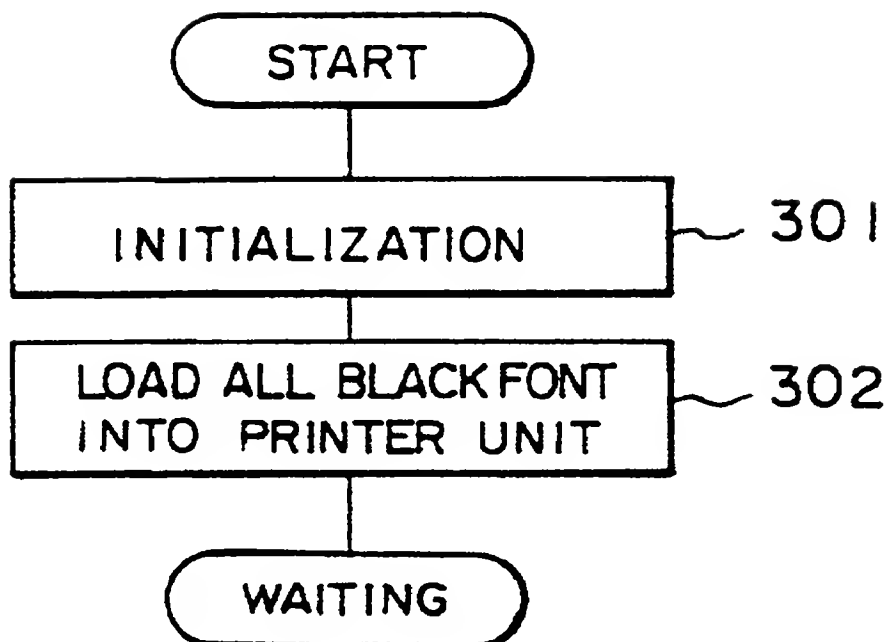 START
INITIALIZATION
301
LOAD ALL BLACK FONT
INTO PRINTER UNIT
302
WAITING